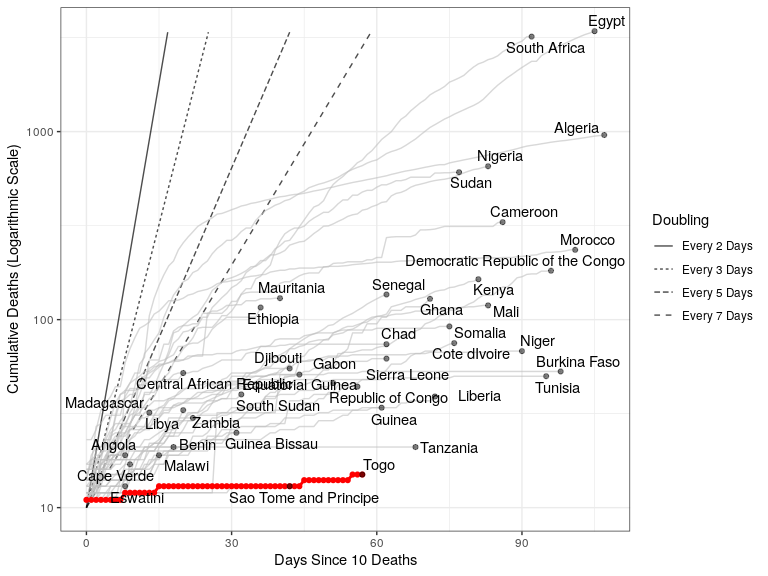 Egypt
South Africa
Algeria
Nigeria
Sudan
Cameroon
Morocco
Democratic Republic of the Congo
Mauritania
Senegal
Kenya
Ethiopia
Ghana
Mali
Chad
Somalia
Niger
Djibouti
Gabon
Cote dIvoire
Burkina Faso
Central African Republic
Equatorial Guinea
Sierra Leone
Tunisia
Madagascar
South Sudan
Republic of Congo
Liberia
Libya
Zambia
Guinea
Angola
Benin
Guinea Bissau
Tanzania
Malawi
Togo
Cape Verde
Eswatini
Sao Tome and Principe
1000
100
10
0
30
60
90
Days Since 10 Deaths
Cumulative Deaths (Logarithmic Scale)
Doubling
Every 2 Days
Every 3 Days
Every 5 Days
Every 7 Days